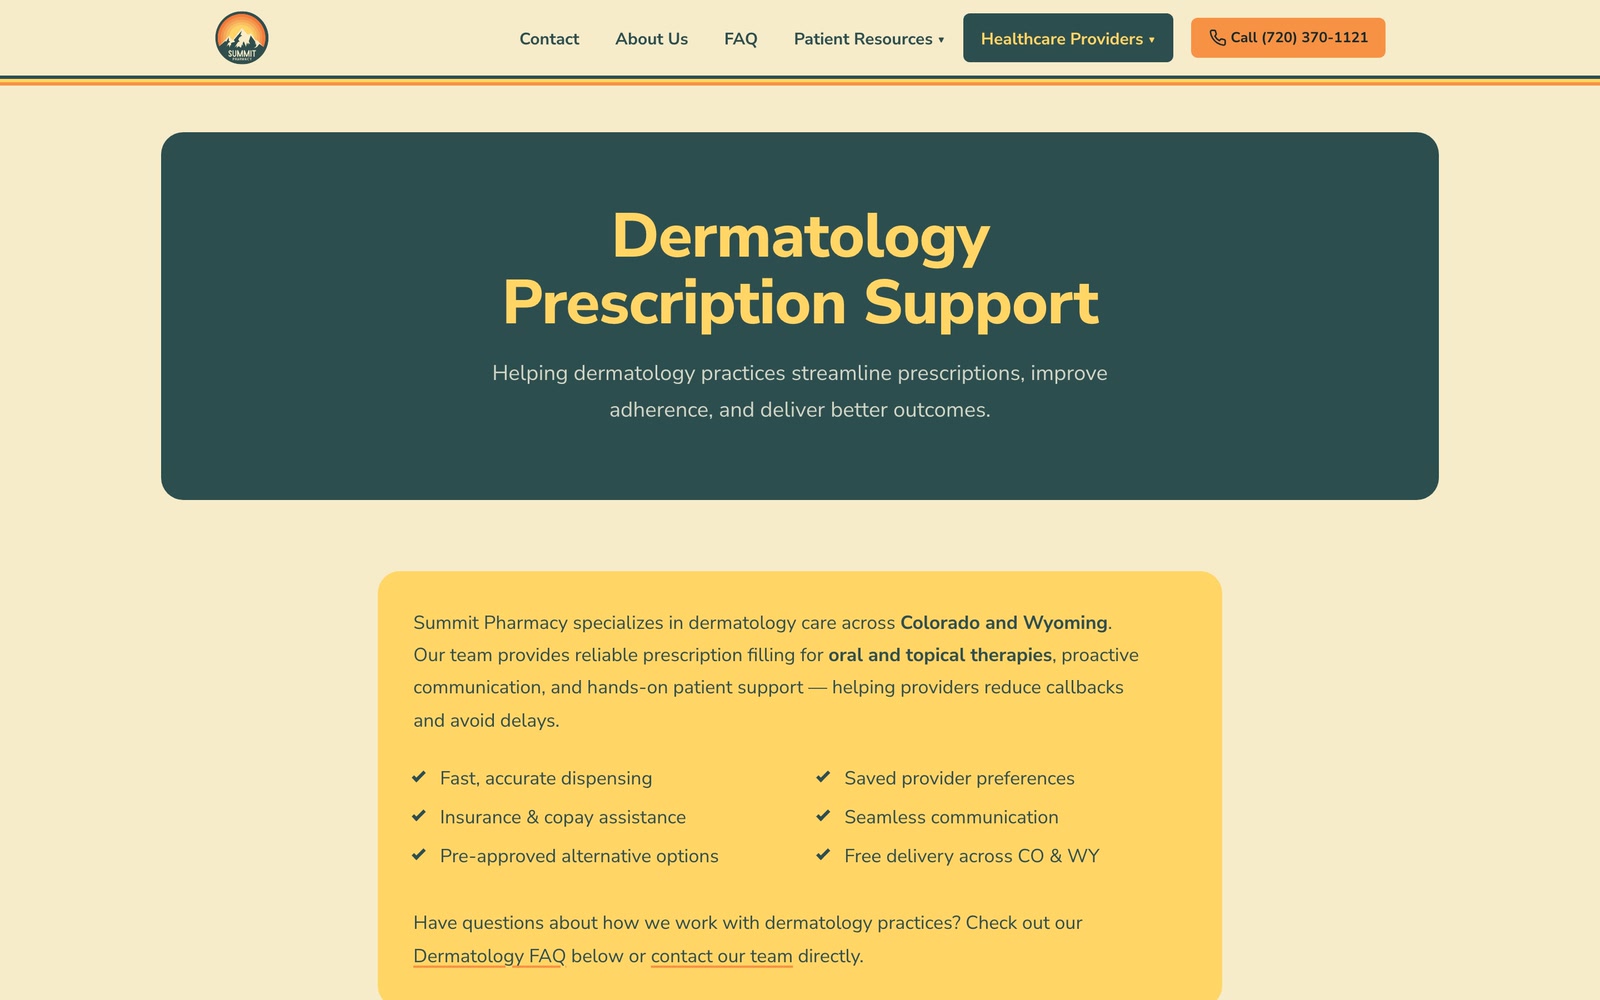 SUMMIT
PHARMACY
Contact
About Us
FAQ
Patient Resources ▾
Healthcare Providers ▾
Call (720) 370-1121
Dermatology
Prescription Support
Helping dermatology practices streamline prescriptions, improve
adherence, and deliver better outcomes.
Summit Pharmacy specializes in dermatology care across Colorado and Wyoming.
Our team provides reliable prescription filling for oral and topical therapies, proactive
communication, and hands-on patient support — helping providers reduce callbacks
and avoid delays.
Fast, accurate dispensing
Insurance & copay assistance
Pre-approved alternative options
Saved provider preferences
Seamless communication
Free delivery across CO & WY
Have questions about how we work with dermatology practices? Check out our
Dermatology FAQ below or contact our team directly.